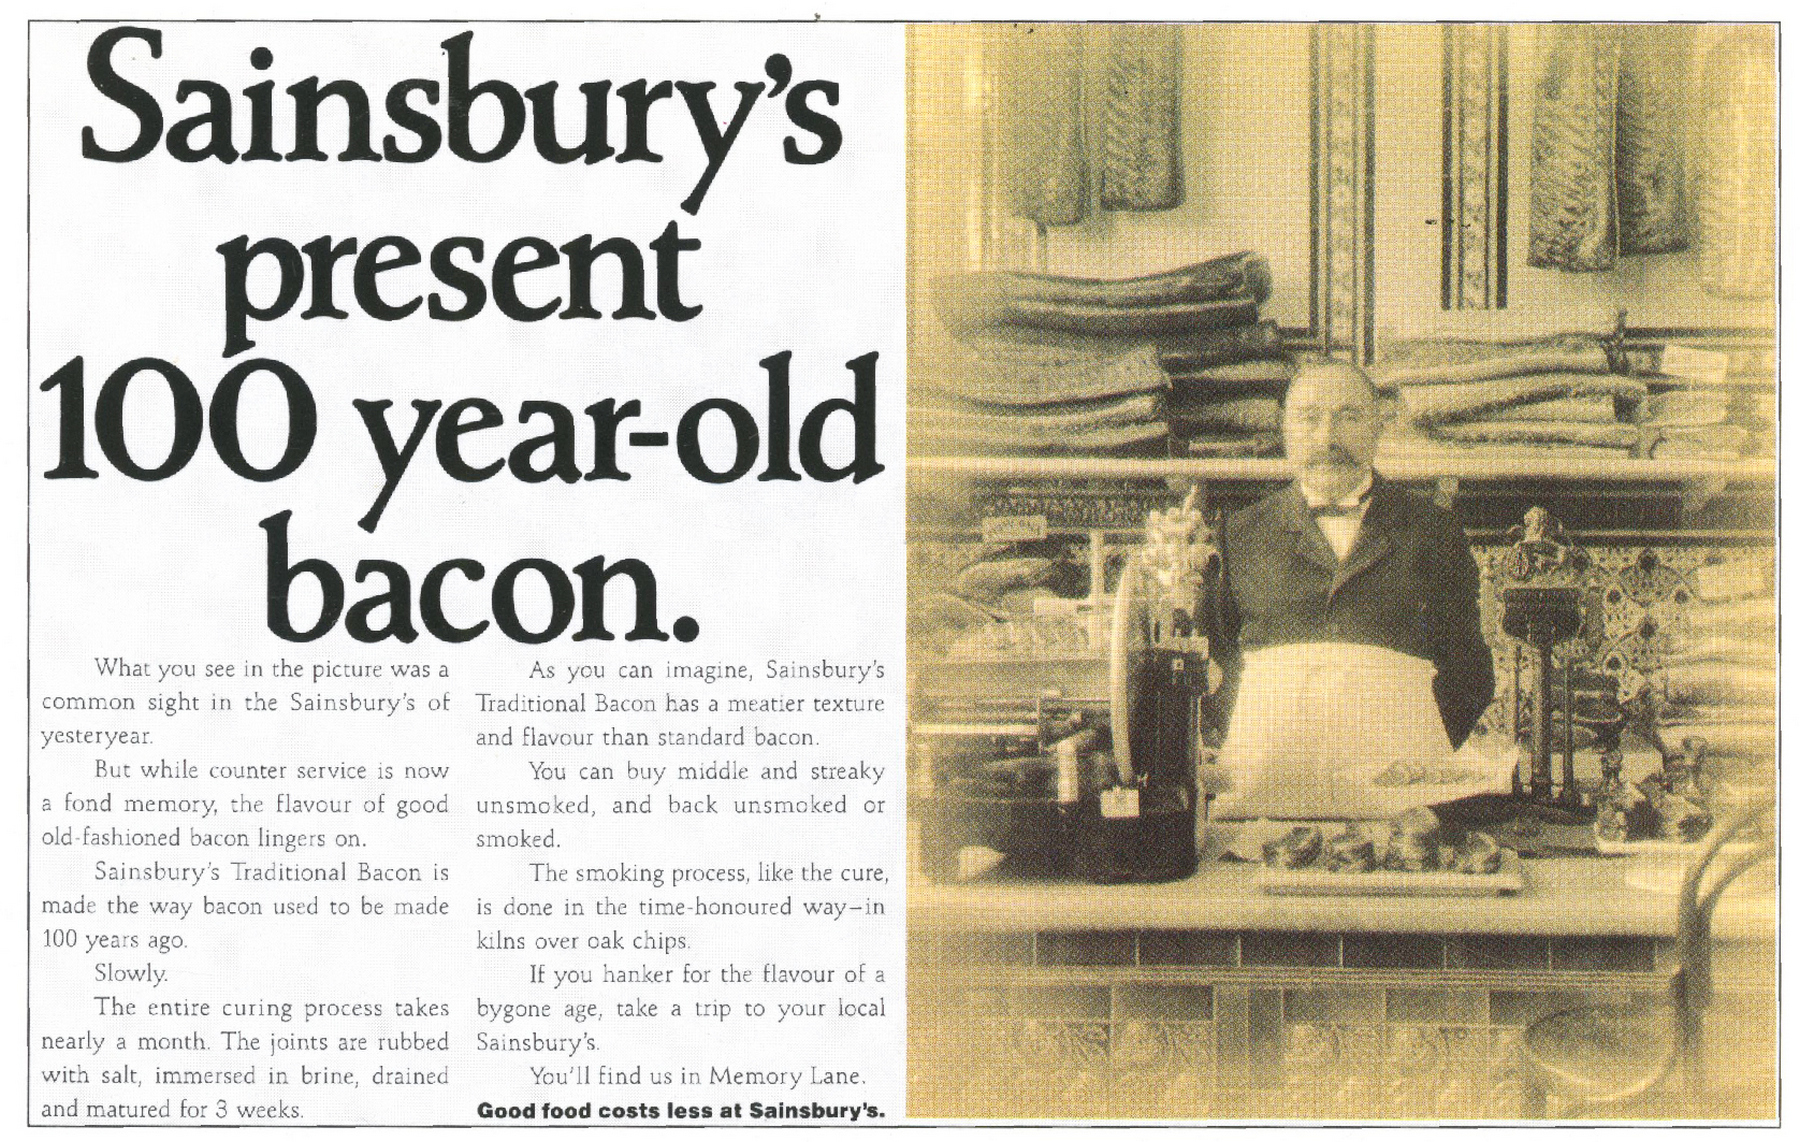 Sainsbury's
present
100 year-old
bacon.
What you see in the picture was a
common sight in the Sainsbury's of
yesteryear.
But while counter service is now
a fond memory, the flavour of good
old-fashioned bacon lingers on.
Sainsbury's Traditional Bacon is
made the way bacon used to be made
100 years ago.
Slowly.
The entire curing process takes
nearly a month. The joints are rubbed
with salt, immersed in brine, drained
and matured for 3 weeks.
As you can imagine, Sainsbury's
Traditional Bacon has a meatier texture
and flavour than standard bacon.
You can buy middle and streaky
unsmoked, and back unsmoked or
smoked.
The smoking process, like the cure,
is done in the time-honoured way–in
kilns over oak chips.
If you hanker for the flavour of a
bygone age, take a trip to your local
Sainsbury's.
You'll find us in Memory Lane.
Good food costs less at Sainsbury's.